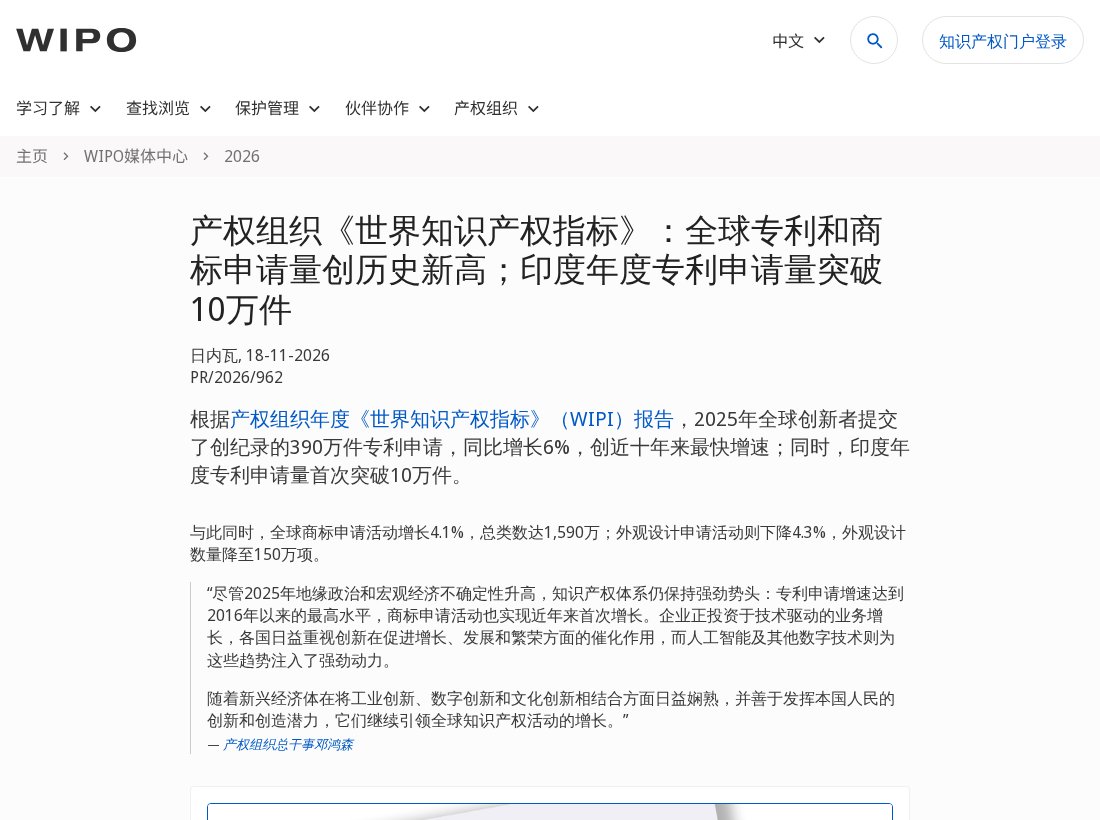 WIPO
中文
知识产权门户登录
学习了解
查找浏览
保护管理
伙伴协作
产权组织
主页 > WIPO媒体中心 > 2026
产权组织《世界知识产权指标》：全球专利和商
标申请量创历史新高；印度年度专利申请量突破
10万件
日内瓦, 18-11-2026
PR/2026/962
根据产权组织年度《世界知识产权指标》（WIPI）报告，2025年全球创新者提交
了创纪录的390万件专利申请，同比增长6%，创近十年来最快增速；同时，印度年
度专利申请量首次突破10万件。
与此同时，全球商标申请活动增长4.1%，总类数达1,590万；外观设计申请活动则下降4.3%，外观设计
数量降至150万项。
“尽管2025年地缘政治和宏观经济不确定性升高，知识产权体系仍保持强劲势头：专利申请增速达到
2016年以来的最高水平，商标申请活动也实现近年来首次增长。企业正投资于技术驱动的业务增
长，各国日益重视创新在促进增长、发展和繁荣方面的催化作用，而人工智能及其他数字技术则为
这些趋势注入了强劲动力。
随着新兴经济体在将工业创新、数字创新和文化创新相结合方面日益娴熟，并善于发挥本国人民的
创新和创造潜力，它们继续引领全球知识产权活动的增长。”
— 产权组织总干事邓鸿森